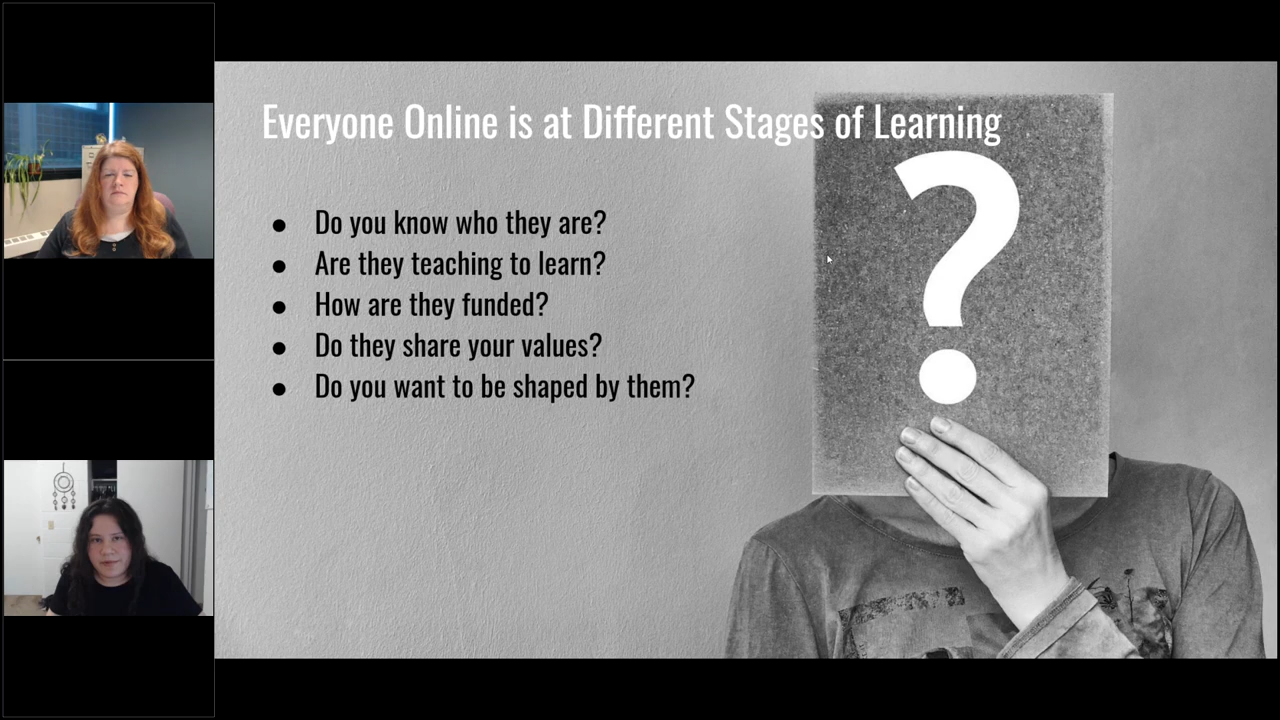 Everyone Online is at Different Stages of Learning
● Do you know who they are?
● Are they teaching to learn?
● How are they funded?
● Do they share your values?
● Do you want to be shaped by them?
?